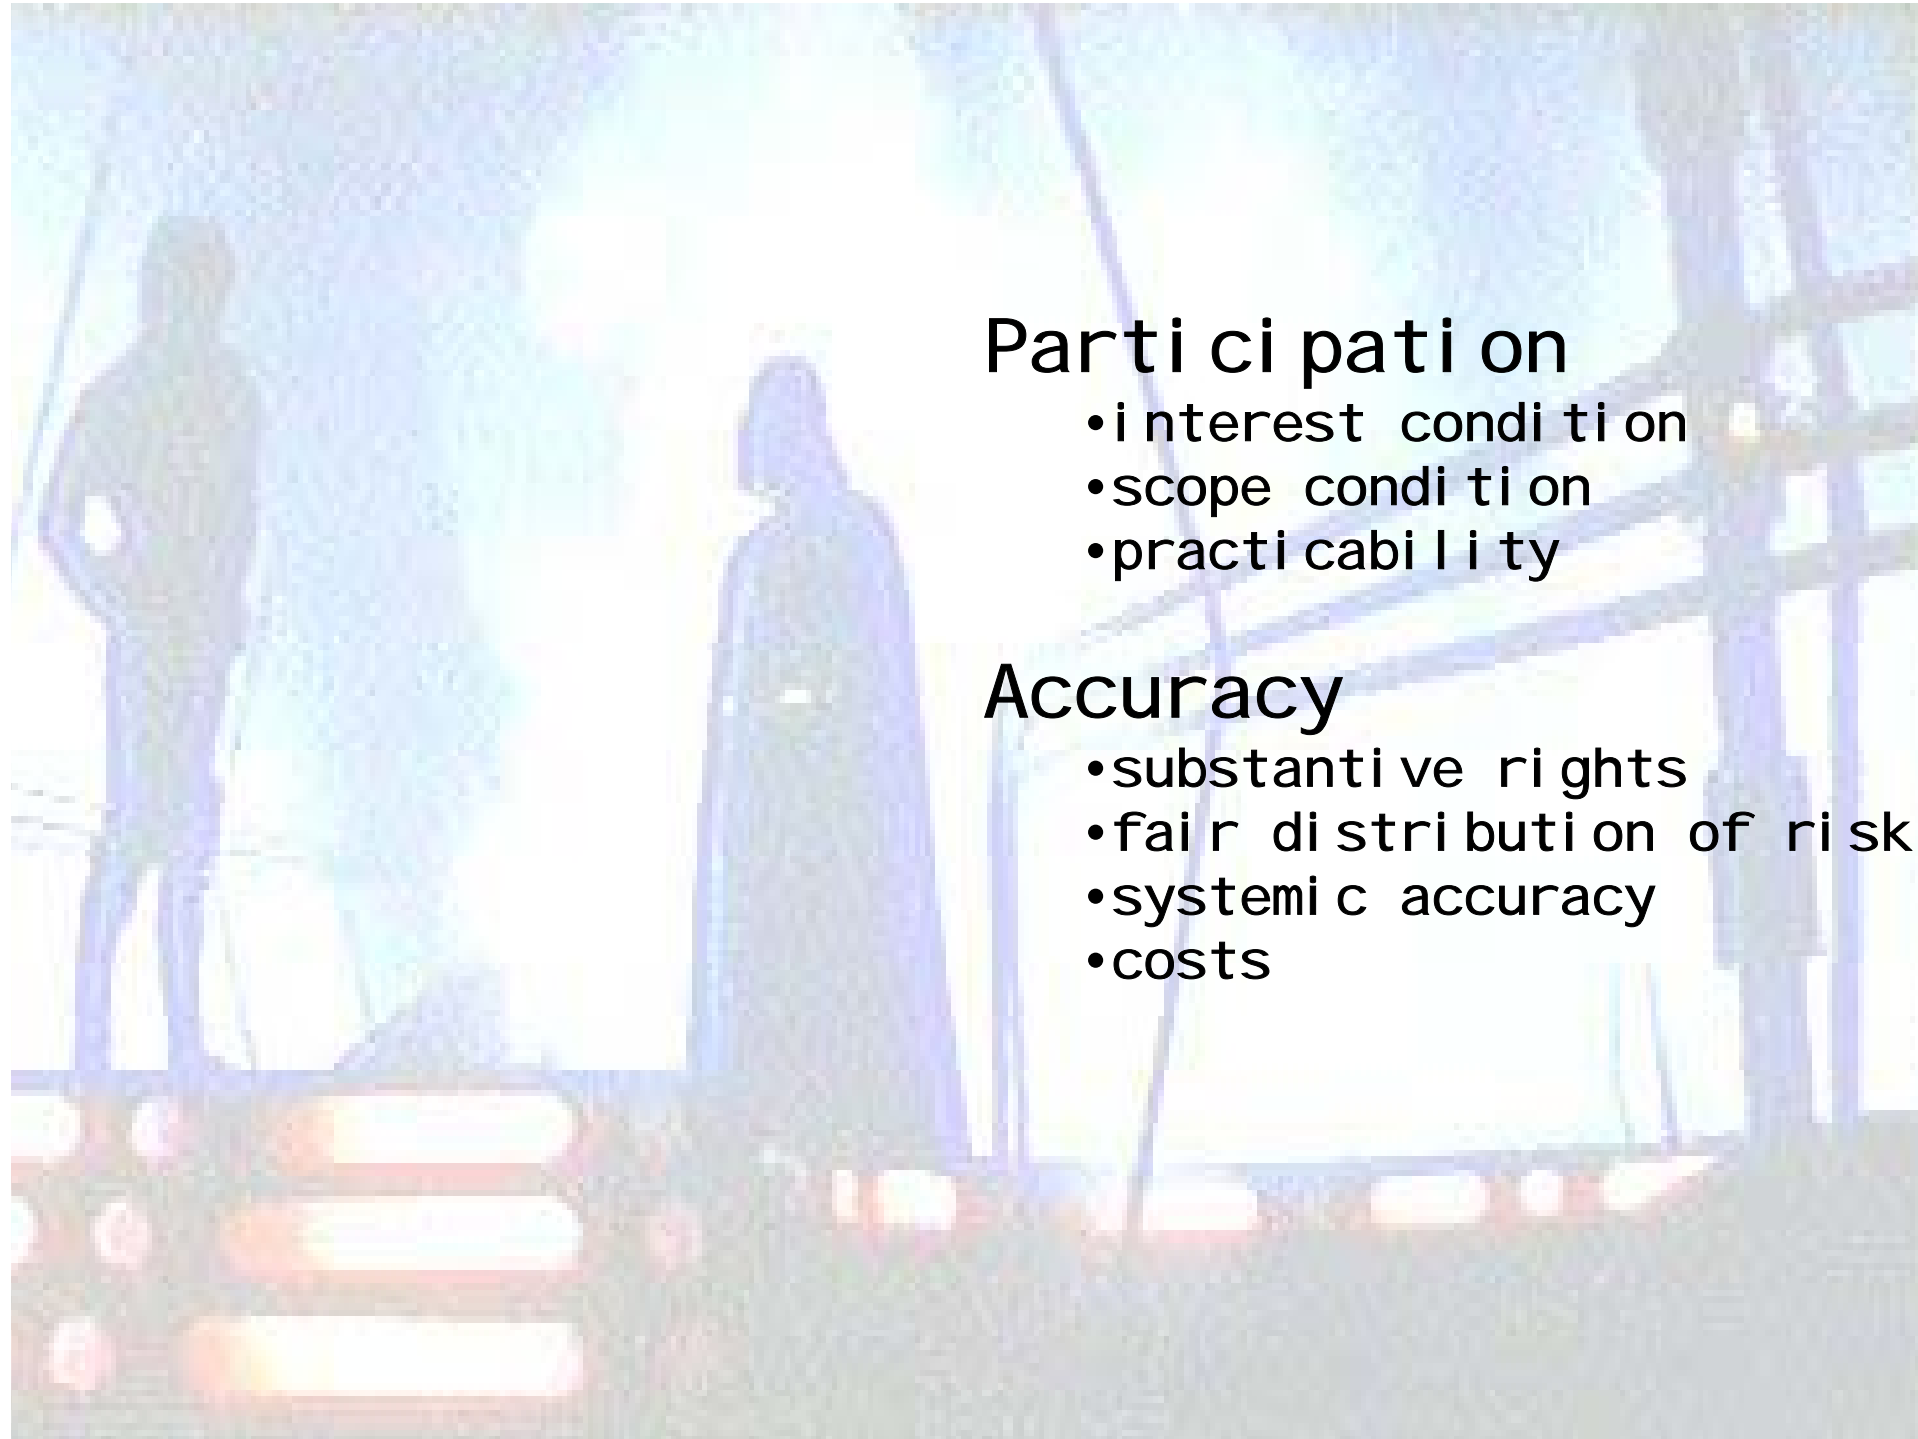 Participation
•interest condition
•scope condition
•practicability
Accuracy
•substantive rights
•fair distribution of risk
•systemic accuracy
•costs